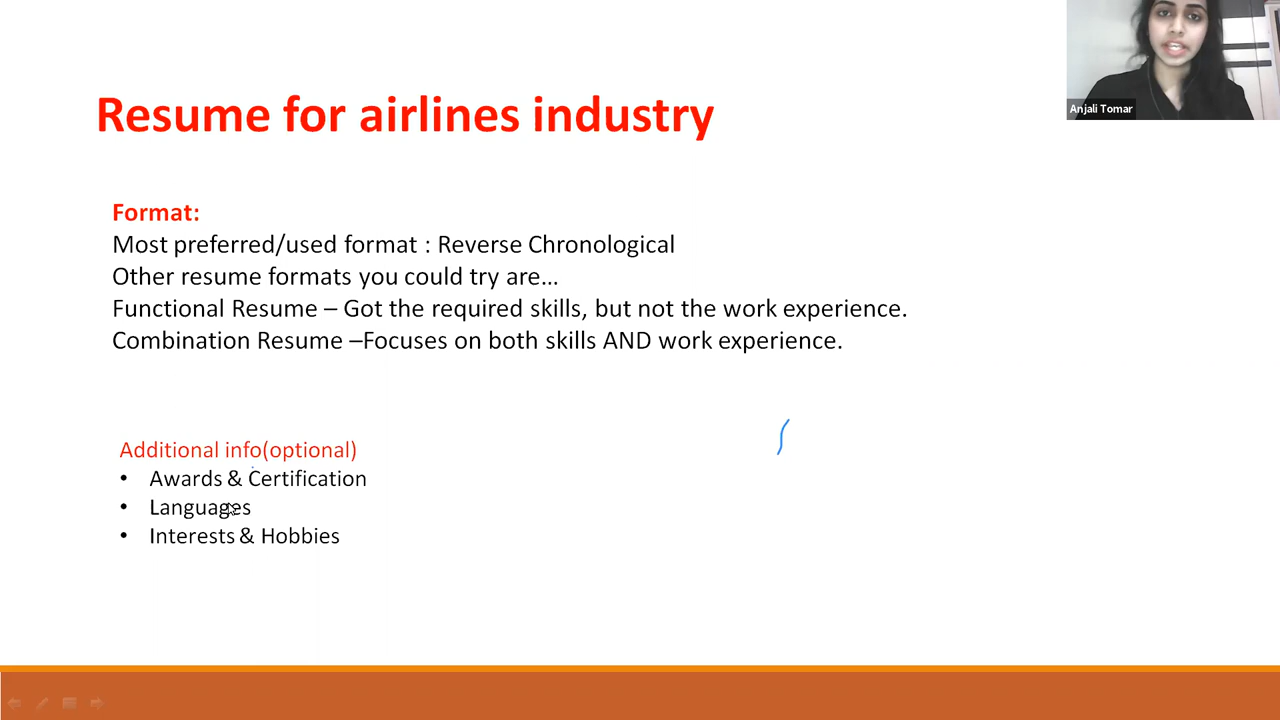 Resume for airlines industry
Anjali Tomar
Format:
Most preferred/used format : Reverse Chronological
Other resume formats you could try are...
Functional Resume – Got the required skills, but not the work experience.
Combination Resume –Focuses on both skills AND work experience.
Additional info(optional)
• Awards & Certification
• Languages
• Interests & Hobbies